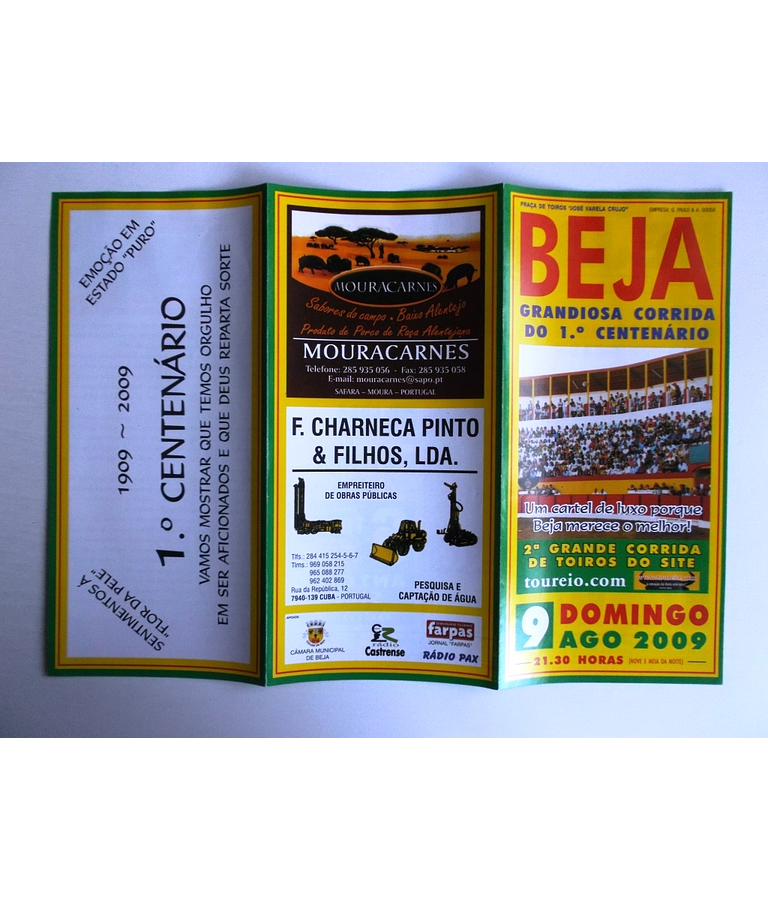 EMOÇÃO EM
ESTADO "PURO"
1909 ~ 2009
1.º CENTENÁRIO
VAMOS MOSTRAR QUE TEMOS ORGULHO
EM SER AFICIONADOS E QUE DEUS REPARTA SORTE
SENTIMENTOS Á
"FLOR DA PELE"
MOURACARNES
Sabores do campo • Baixo Alentejo
Produto de Porco de Raça Alentejana
MOURACARNES
Telefone: 285 935 056 - Fax: 285 935 058
E-mail: mouracarnes@sapo.pt
SAFARA – MOURA – PORTUGAL
F. CHARNECA PINTO
& FILHOS, LDA.
EMPREITEIRO
DE OBRAS PÚBLICAS
Tlfs.: 284 415 254-5-6-7
Tlms.: 969 058 215
965 088 277
962 402 869
Rua da República, 12
7940-139 CUBA - PORTUGAL
PESQUISA E
CAPTAÇÃO DE ÁGUA
APOIOS
CÂMARA MUNICIPAL
DE BEJA
rádio
Castrense
farpas
JORNAL "FARPAS"
RÁDIO PAX
PRAÇA DE TOIROS "JOSÉ VARELA CRUJO"
BEJA
GRANDIOSA CORRIDA
DO 1.º CENTENÁRIO
Um cartel de luxo porque
Beja merece o melhor!
2ª GRANDE CORRIDA
DE TOIROS DO SITE
toureio.com
9 DOMINGO
AGO 2009
21.30 HORAS (NOVE E MEIA DA NOITE)